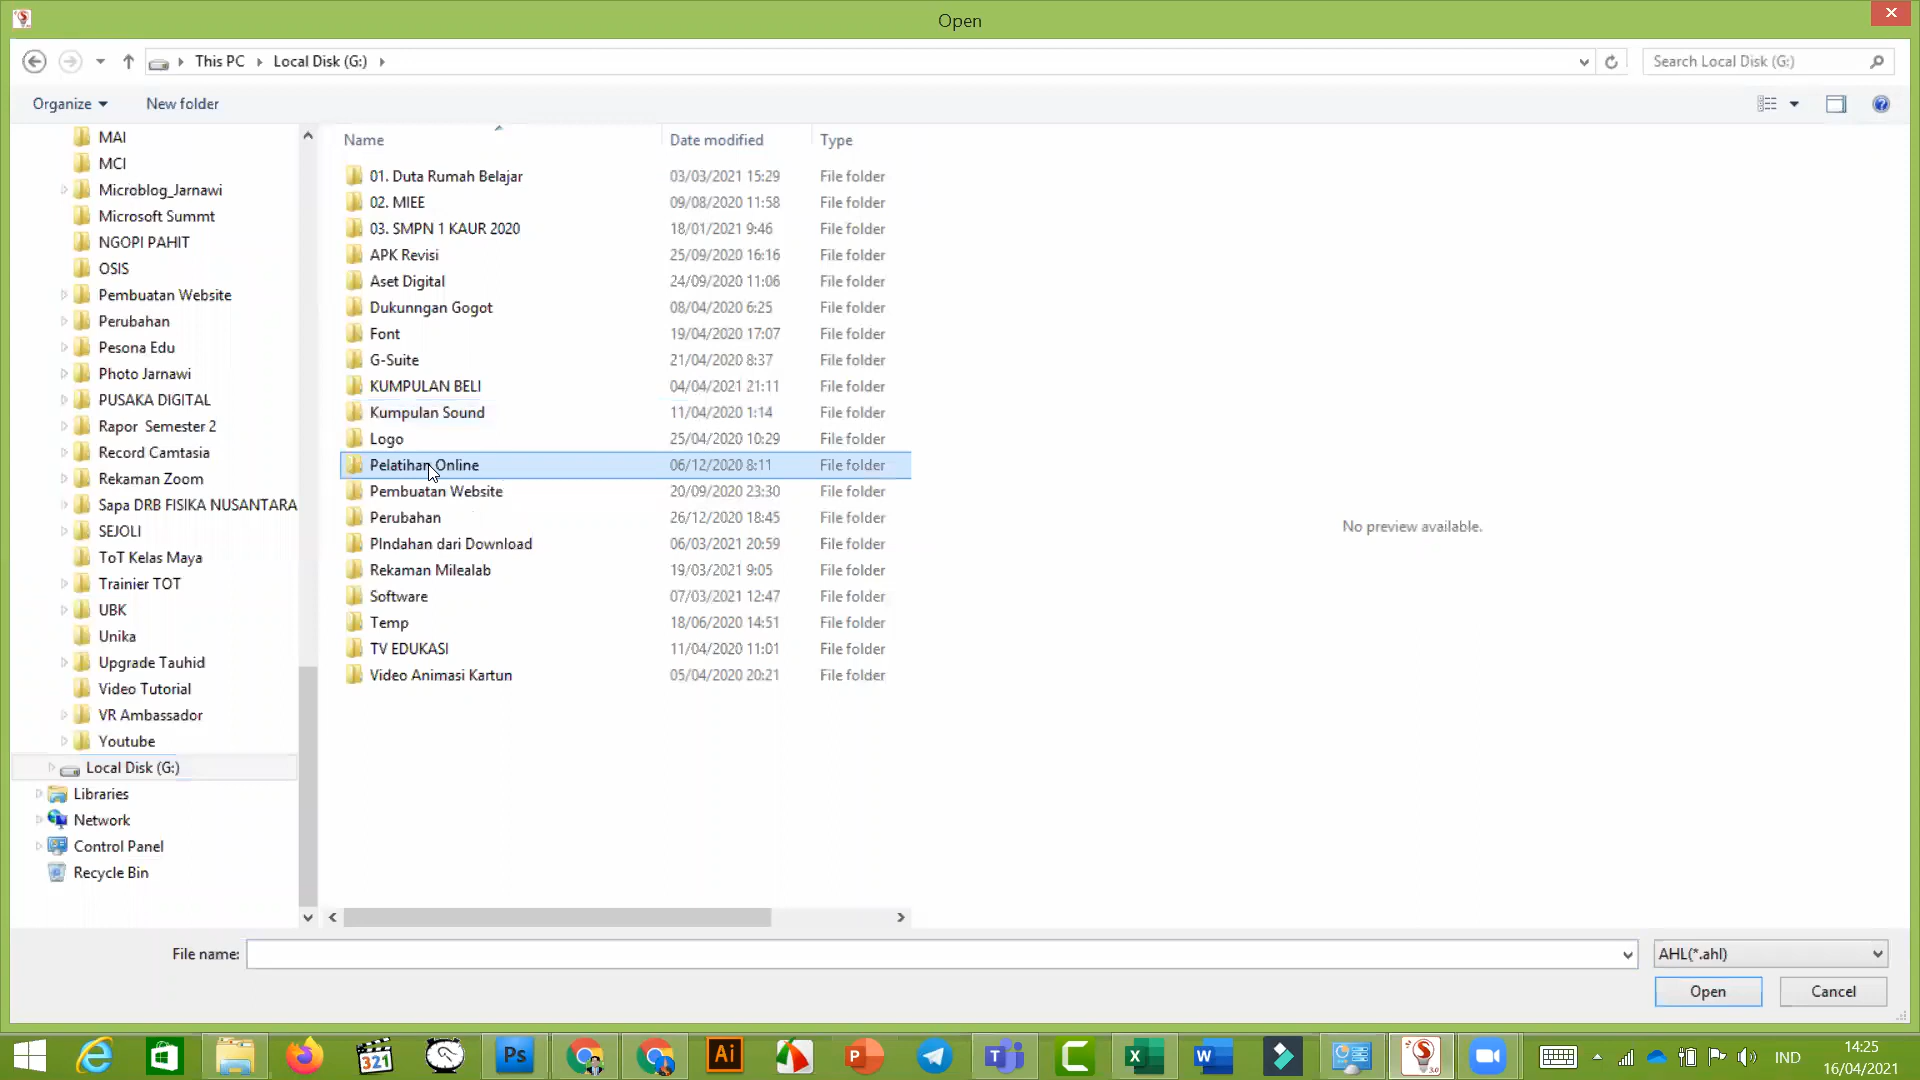 Open
This PC
Local Disk (G:)
Search Local Disk (G:)
Organize
New folder
MAI
MCI
Microblog_Jarnawi
Microsoft Summt
NGOPI PAHIT
OSIS
Pembuatan Website
Perubahan
Pesona Edu
Photo Jarnawi
PUSAKA DIGITAL
Rapor Semester 2
Record Camtasia
Rekaman Zoom
Sapa DRB FISIKA NUSANTARA
SEJOLI
ToT Kelas Maya
Trainier TOT
UBK
Unika
Upgrade Tauhid
Video Tutorial
VR Ambassador
Youtube
Local Disk (G:)
Libraries
Network
Control Panel
Recycle Bin
Name Date modified Type
01. Duta Rumah Belajar 03/03/2021 15:29 File folder
02. MIEE 09/08/2020 11:58 File folder
03. SMPN 1 KAUR 2020 18/01/2021 9:46 File folder
APK Revisi 25/09/2020 16:16 File folder
Aset Digital 24/09/2020 11:06 File folder
Dukunngan Gogot 08/04/2020 6:25 File folder
Font 19/04/2020 17:07 File folder
G-Suite 21/04/2020 8:37 File folder
KUMPULAN BELI 04/04/2021 21:11 File folder
Kumpulan Sound 11/04/2020 1:14 File folder
Logo 25/04/2020 10:29 File folder
Pelatihan Online 06/12/2020 8:11 File folder
Pembuatan Website 20/09/2020 23:30 File folder
Perubahan 26/12/2020 18:45 File folder
PIndahan dari Download 06/03/2021 20:59 File folder
Rekaman Milealab 19/03/2021 9:05 File folder
Software 07/03/2021 12:47 File folder
Temp 18/06/2020 14:51 File folder
TV EDUKASI 11/04/2020 11:01 File folder
Video Animasi Kartun 05/04/2020 20:21 File folder
No preview available.
File name:
AHL(*.ahl)
Open
Cancel
321
Ps
Ai
P
T
C
X
W
3.0
IND
14:25
16/04/2021